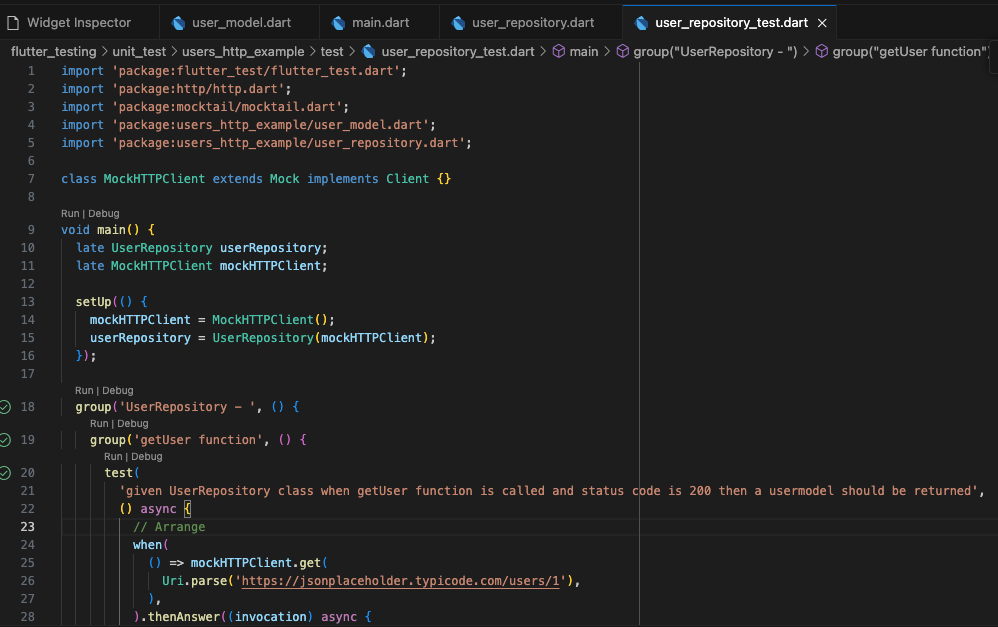 Widget Inspector user_model.dart main.dart user_repository.dart user_repository_test.dart ×
flutter_testing > unit_test > users_http_example > test > user_repository_test.dart > main > group("UserRepository - ") > group("getUser function")
1 import 'package:flutter_test/flutter_test.dart';
2 import 'package:http/http.dart';
3 import 'package:mocktail/mocktail.dart';
4 import 'package:users_http_example/user_model.dart';
5 import 'package:users_http_example/user_repository.dart';
6
7 class MockHTTPClient extends Mock implements Client {}
8
Run | Debug
9 void main() {
10 late UserRepository userRepository;
11 late MockHTTPClient mockHTTPClient;
12
13 setUp(() {
14 mockHTTPClient = MockHTTPClient();
15 userRepository = UserRepository(mockHTTPClient);
16 });
17
Run | Debug
18 group('UserRepository - ', () {
Run | Debug
19 group('getUser function', () {
Run | Debug
20 test(
21 'given UserRepository class when getUser function is called and status code is 200 then a usermodel should be returned',
22 () async {
23 // Arrange
24 when(
25 () => mockHTTPClient.get(
26 Uri.parse('https://jsonplaceholder.typicode.com/users/1'),
27 ),
28 ).thenAnswer((invocation) async {